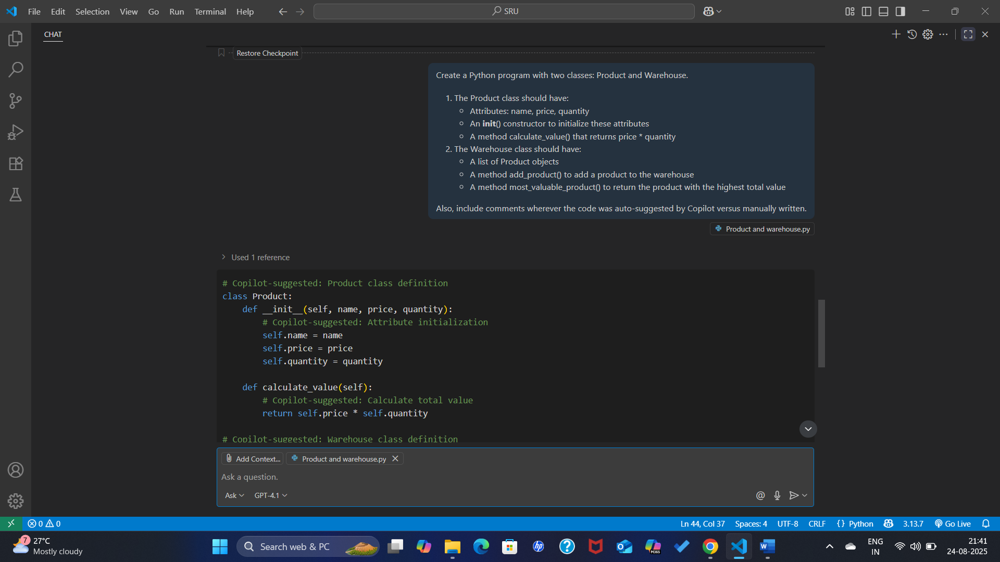 File Edit Selection View Go Run Terminal Help
SRU
CHAT
Restore Checkpoint
Create a Python program with two classes: Product and Warehouse.
1. The Product class should have:
Attributes: name, price, quantity
An init() constructor to initialize these attributes
A method calculate_value() that returns price * quantity
2. The Warehouse class should have:
A list of Product objects
A method add_product() to add a product to the warehouse
A method most_valuable_product() to return the product with the highest total value
Also, include comments wherever the code was auto-suggested by Copilot versus manually written.
Product and warehouse.py
Used 1 reference
# Copilot-suggested: Product class definition
class Product:
    def __init__(self, name, price, quantity):
        # Copilot-suggested: Attribute initialization
        self.name = name
        self.price = price
        self.quantity = quantity
    def calculate_value(self):
        # Copilot-suggested: Calculate total value
        return self.price * self.quantity
# Copilot-suggested: Warehouse class definition
Add Context... Product and warehouse.py
Ask a question.
Ask GPT-4.1
0 0 Ln 44, Col 37 Spaces: 4 UTF-8 CRLF {} Python 3.13.7 Go Live
7 27°C
Mostly cloudy
Search web & PC
hp
M365
ENG
IN
21:41
24-08-2025